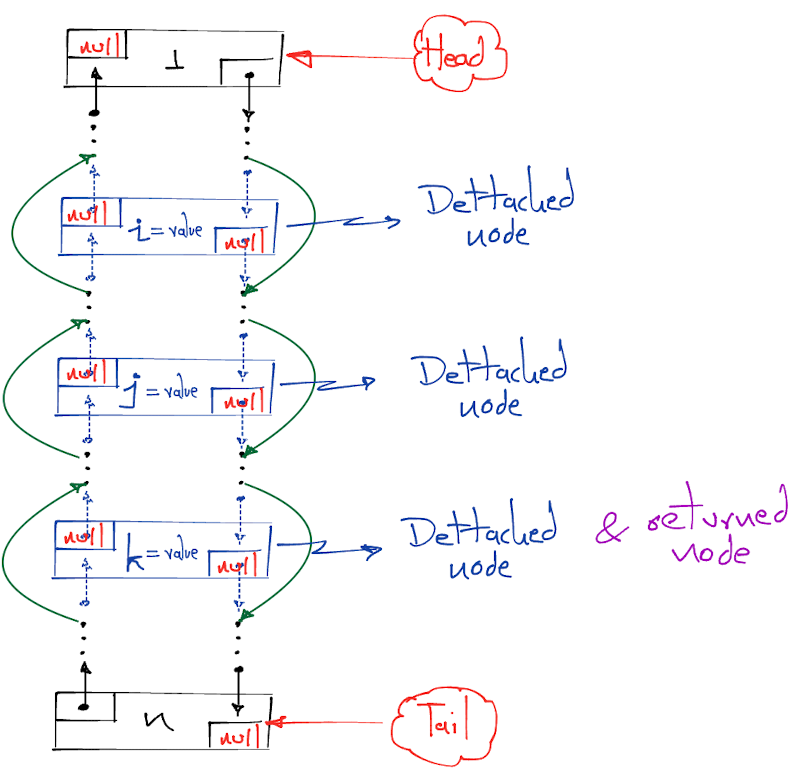 null
1
Head
null
i = value
null
Dettached
node
null
j = value
null
Dettached
node
null
k = value
null
Dettached
node
& returned
node
n
null
Tail